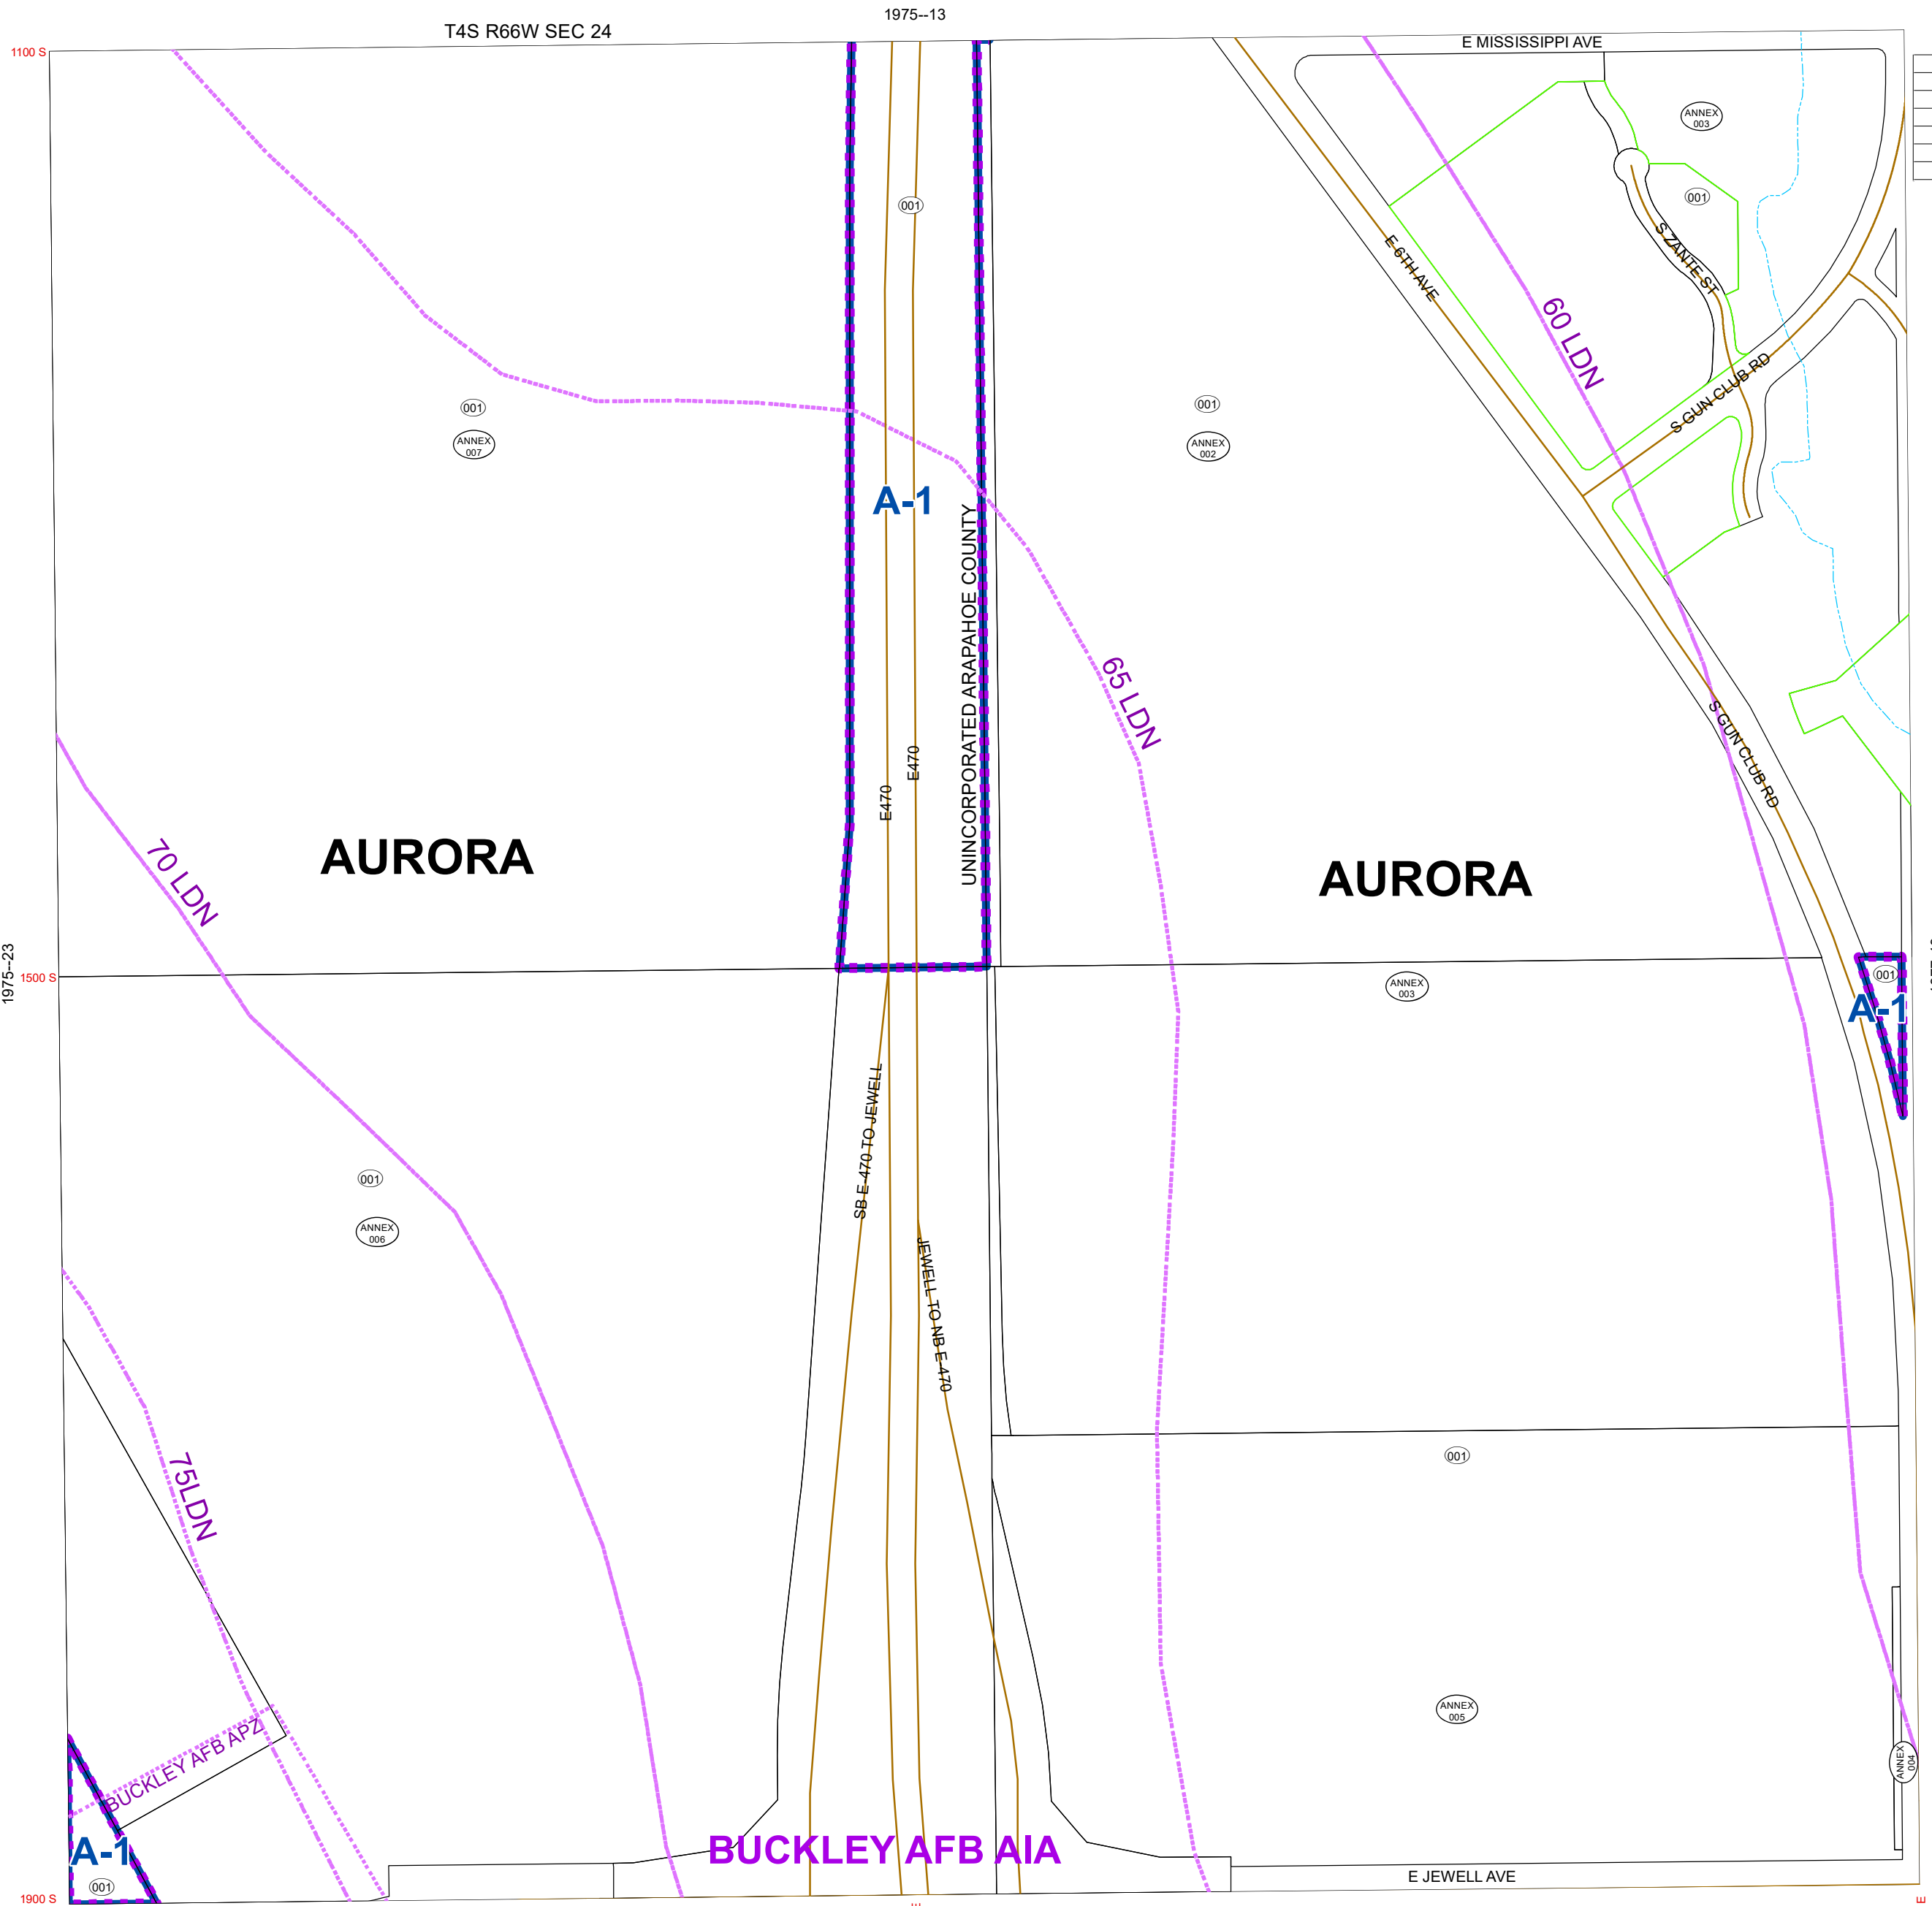 1975--13
T4S R66W SEC 24
1100 S
E MISSISSIPPI AVE
ANNEX
003
001
001
S ZANTE ST
E 6TH AVE
60 LDN
S GUN CLUB RD
001
ANNEX
007
001
ANNEX
002
A-1
UNINCORPORATED ARAPAHOE COUNTY
65 LDN
S GUN CLUB RD
E470
E470
70 LDN
AURORA
AURORA
1975--23
1500 S
ANNEX
003
001
A-1
SB E-470 TO JEWELL
001
ANNEX
006
JEWELL TO NB E-470
75LDN
001
ANNEX
005
ANNEX
004
BUCKLEY AFB APZ
A-1
001
BUCKLEY AFB AIA
E JEWELL AVE
1900 S
E